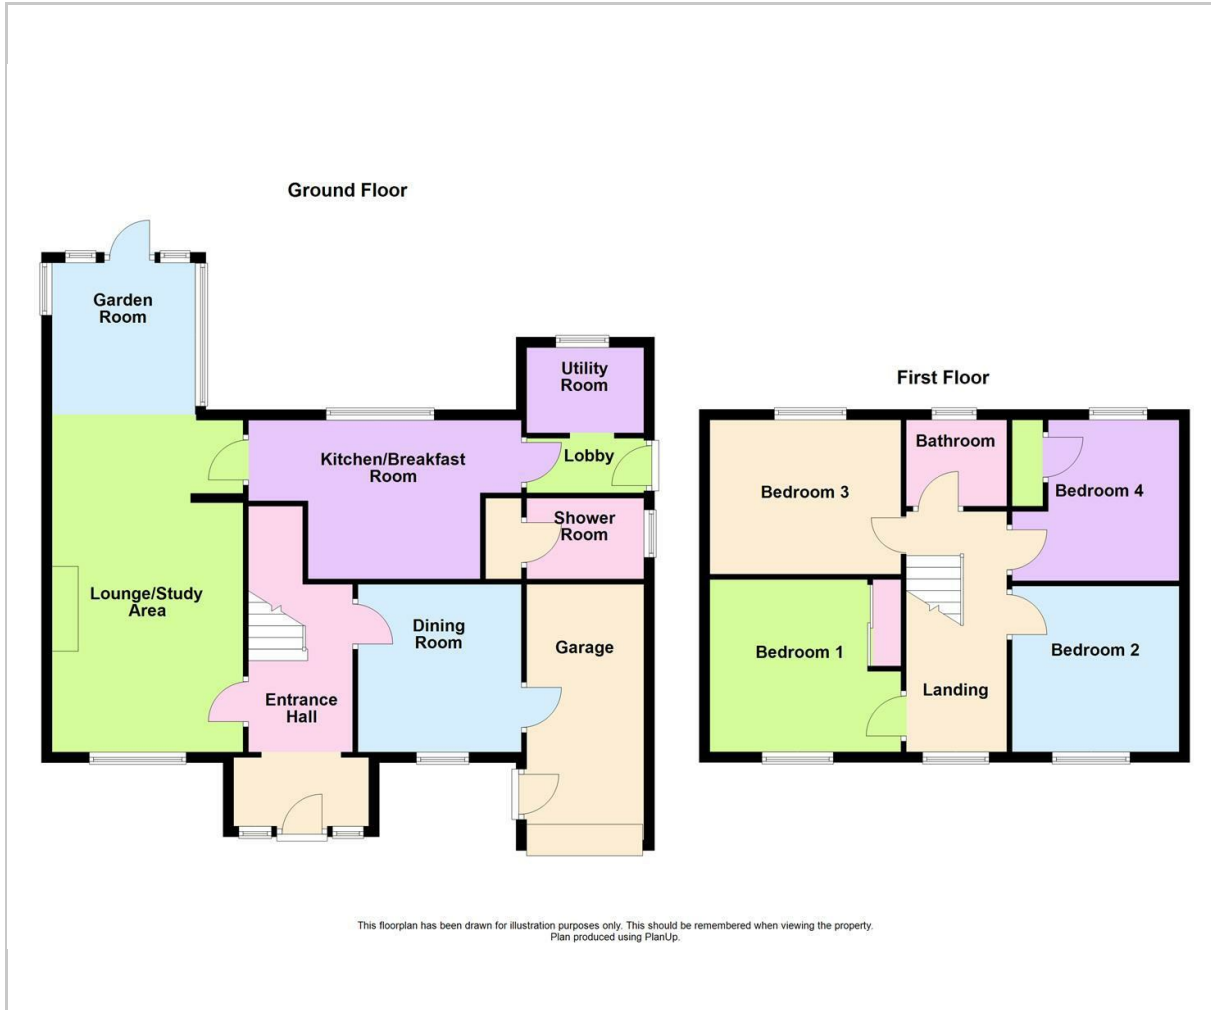 Ground Floor
Garden
Room
Utility
Room
Kitchen/Breakfast
Room
Lobby
Shower
Room
Lounge/Study
Area
Dining
Room
Garage
Entrance
Hall
First Floor
Bathroom
Bedroom 3
Bedroom 4
Bedroom 1
Bedroom 2
Landing
This floorplan has been drawn for illustration purposes only. This should be remembered when viewing the property.
Plan produced using PlanUp.